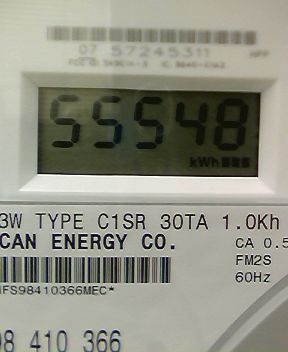 07 57245311
55548
kWh
3W TYPE C1SR 30TA 1.0Kh
CAN ENERGY CO.
CA 0.5
FM2S
60Hz
IFS98410366MEC*
98 410 366